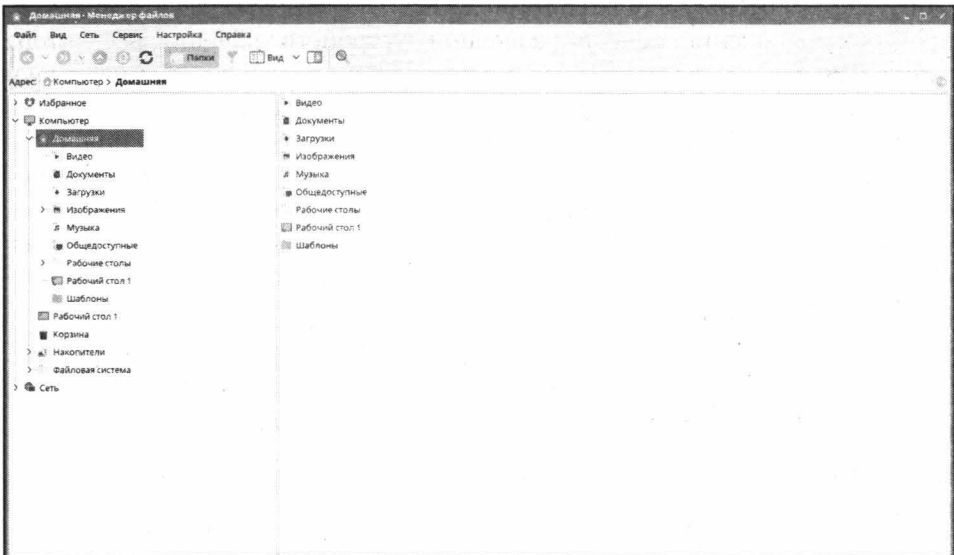 Домашняя - Менеджер файлов
Файл Вид Сеть Сервис Настройка Справка
Папки Вид
Адрес: Компьютер > Домашняя
Избранное
Компьютер
Домашняя
Видео
Документы
Загрузки
Изображения
Музыка
Общедоступные
Рабочие столы
Рабочий стол 1
Шаблоны
Рабочий стол 1
Корзина
Накопители
Файловая система
Сеть
Видео
Документы
Загрузки
Изображения
Музыка
Общедоступные
Рабочие столы
Рабочий стол 1
Шаблоны